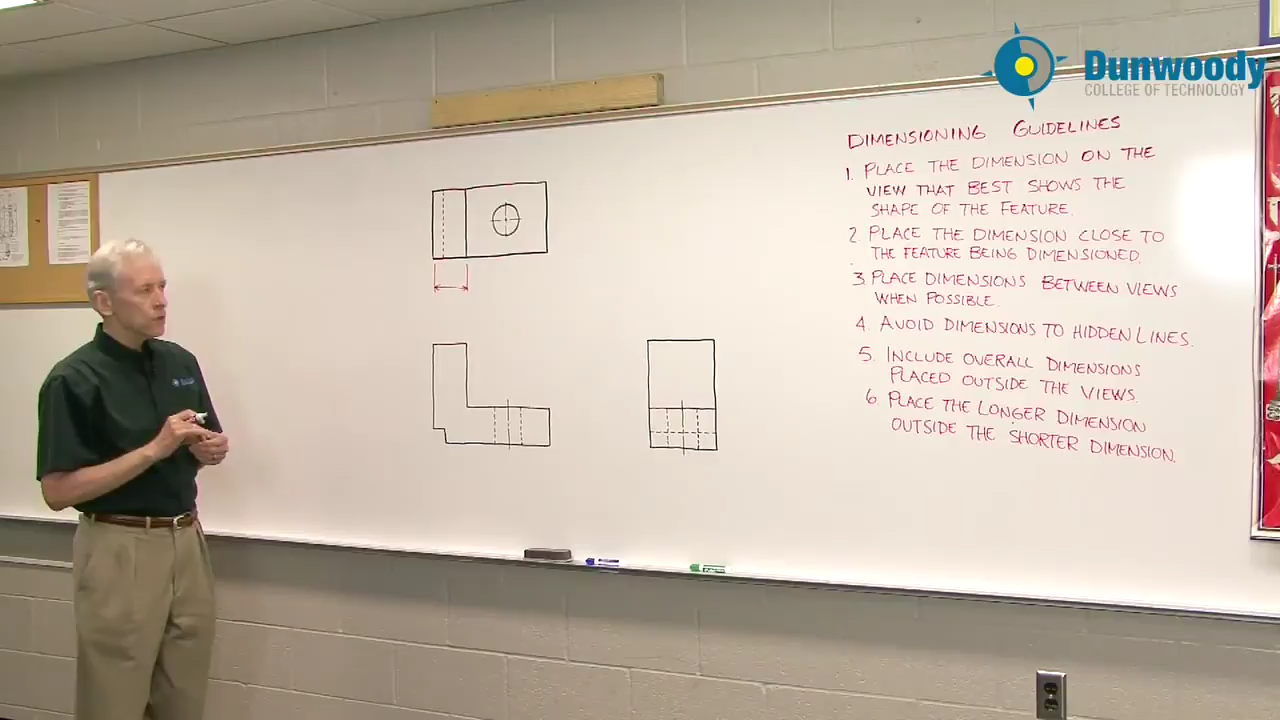 Dunwoody
COLLEGE OF TECHNOLOGY
DIMENSIONING GUIDELINES
1. PLACE THE DIMENSION ON THE
VIEW THAT BEST SHOWS THE
SHAPE OF THE FEATURE.
2. PLACE THE DIMENSION CLOSE TO
THE FEATURE BEING DIMENSIONED.
3. PLACE DIMENSIONS BETWEEN VIEWS
WHEN POSSIBLE.
4. AVOID DIMENSIONS TO HIDDEN LINES.
5. INCLUDE OVERALL DIMENSIONS
PLACED OUTSIDE THE VIEWS.
6. PLACE THE LONGER DIMENSION
OUTSIDE THE SHORTER DIMENSION.